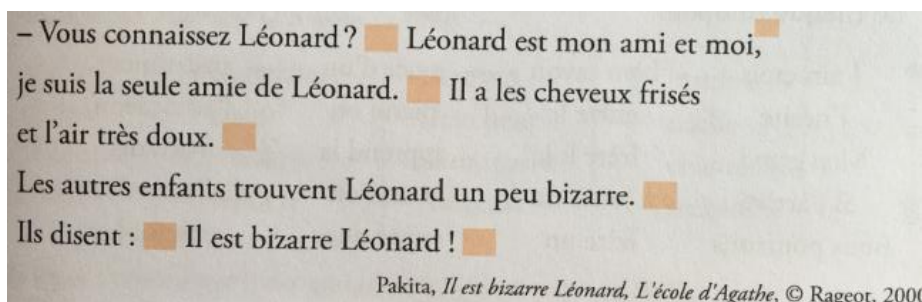 – Vous connaissez Léonard ? Léonard est mon ami et moi,
je suis la seule amie de Léonard. Il a les cheveux frisés
et l'air très doux.
Les autres enfants trouvent Léonard un peu bizarre.
Ils disent : Il est bizarre Léonard !
Pakita, Il est bizarre Léonard, L'école d'Agathe, © Rageot, 2006